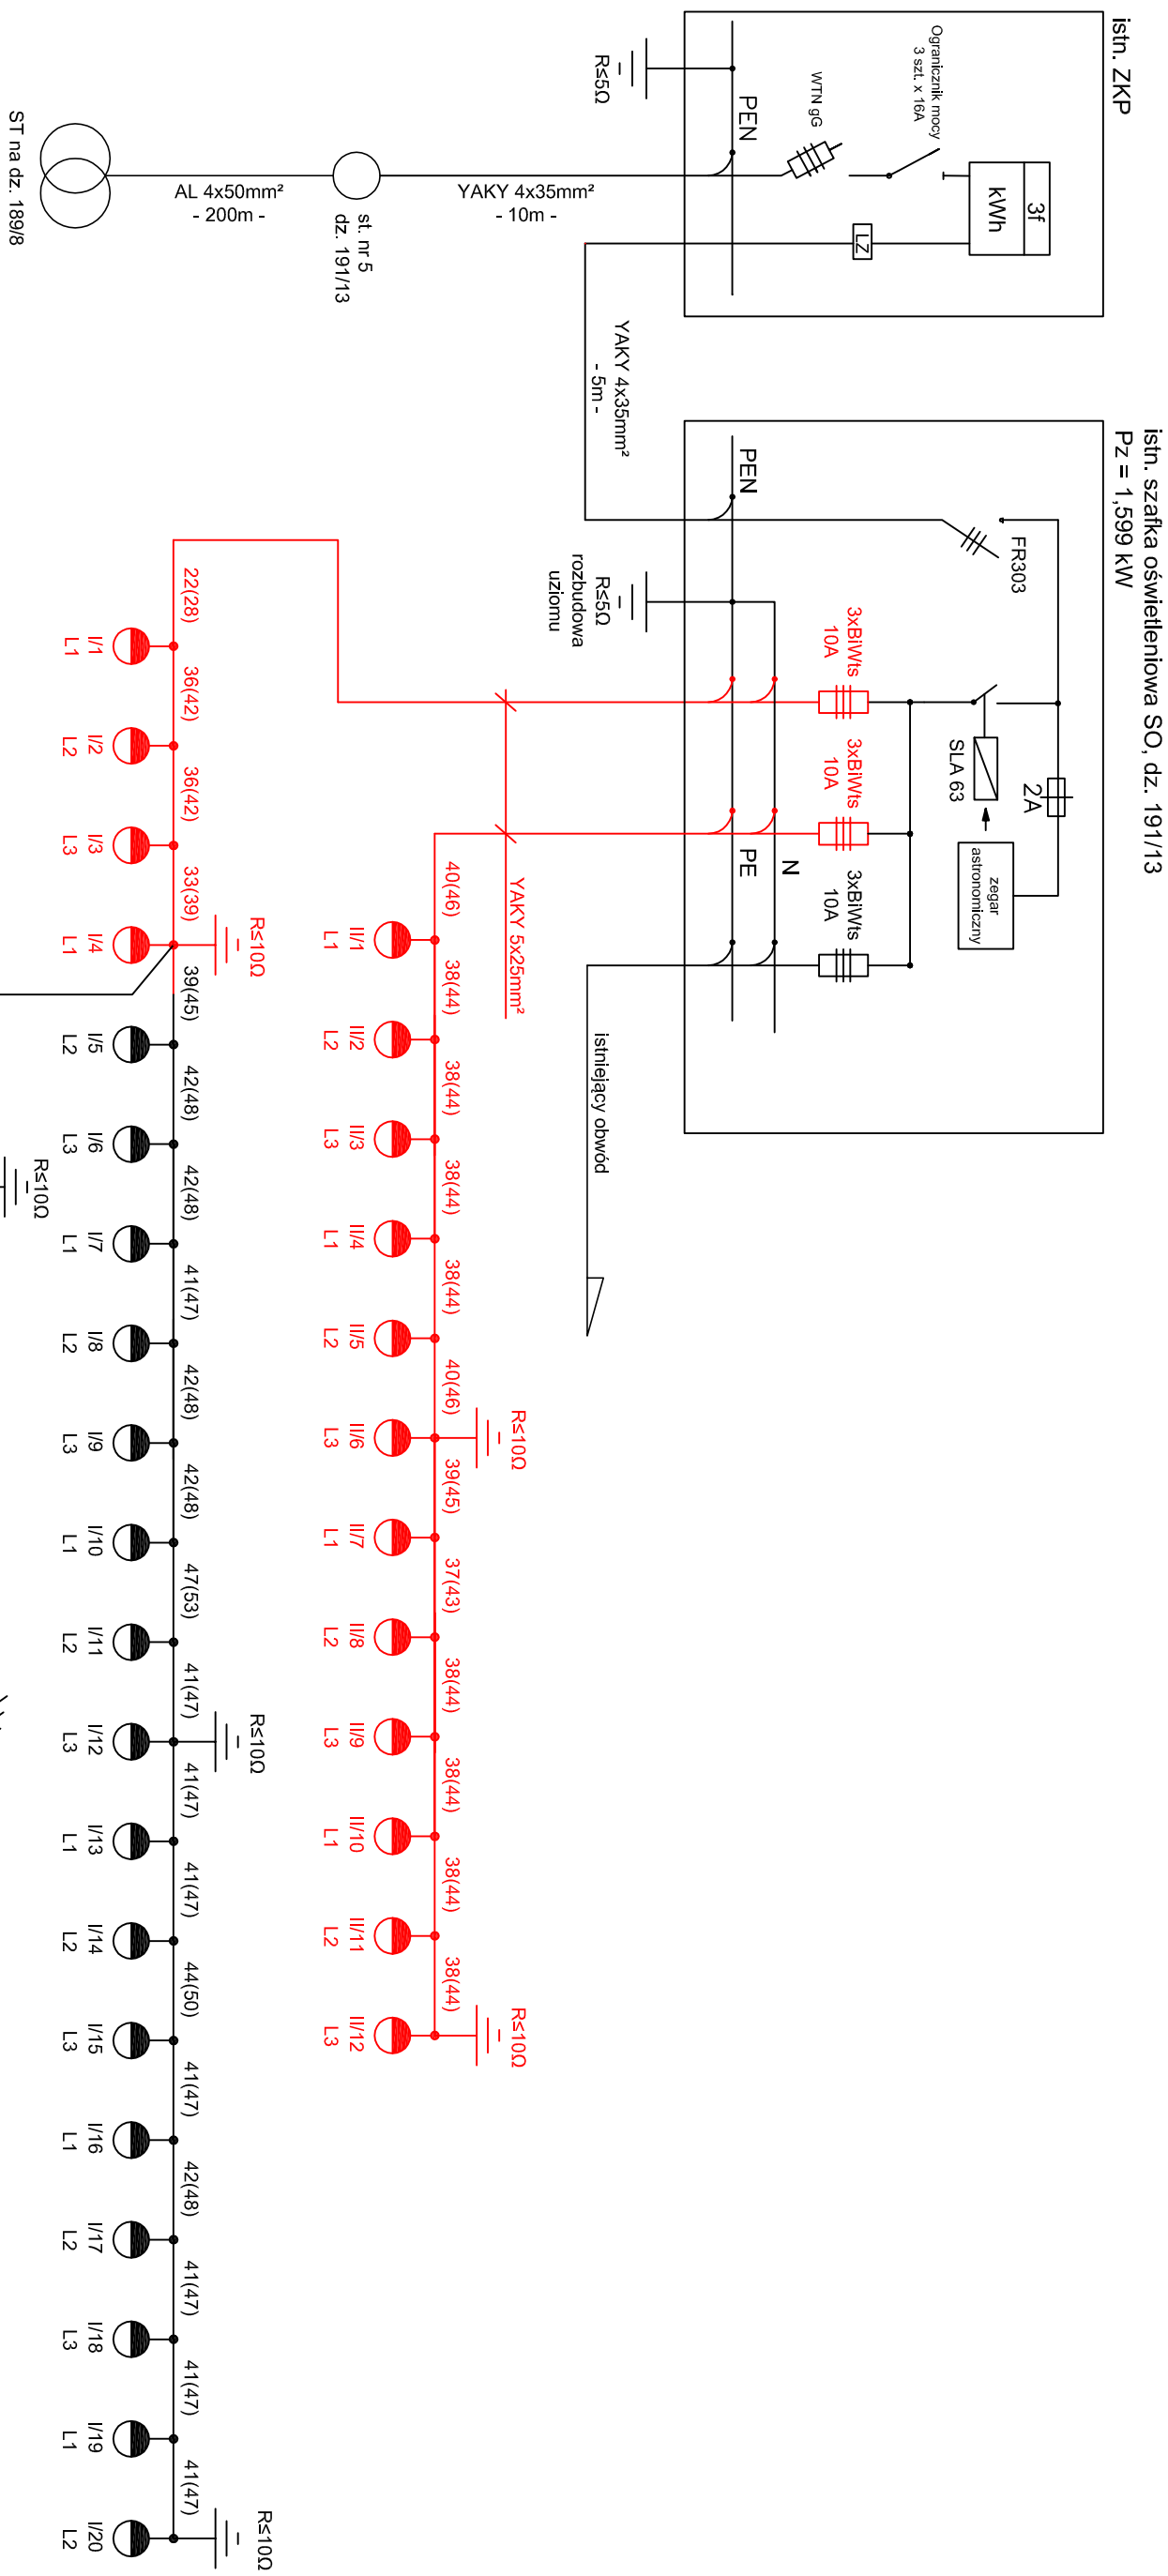 istn. ZKP
Ogranicznik mocy
3 szt. x 16A
3f
kWh
WTN gG
LZ
PEN
R≤5Ω
YAKY 4x35mm²
- 10m -
st. nr 5
dz. 191/13
AL 4x50mm²
- 200m -
ST na dz. 189/8
YAKY 4x35mm²
- 5m -
istn. szafka oświetleniowa SO, dz. 191/13
Pz = 1,599 kW
FR303
2A
SLA 63
zegar
astronomiczny
3xBiWts
10A
3xBiWts
10A
3xBiWts
10A
PEN
N
PE
R≤5Ω
rozbudowa
uziomu
YAKY 5x25mm²
istniejący obwód
40(46)
38(44)
38(44)
38(44)
38(44)
40(46)
39(45)
37(43)
38(44)
38(44)
38(44)
38(44)
R≤10Ω
R≤10Ω
II/1
L1
II/2
L2
II/3
L3
II/4
L1
II/5
L2
II/6
L3
II/7
L1
II/8
L2
II/9
L3
II/10
L1
II/11
L2
II/12
L3
22(28)
36(42)
36(42)
33(39)
39(45)
42(48)
42(48)
41(47)
42(48)
42(48)
47(53)
41(47)
41(47)
41(47)
44(50)
41(47)
42(48)
41(47)
41(47)
41(47)
R≤10Ω
R≤10Ω
R≤10Ω
I/1
L1
I/2
L2
I/3
L3
I/4
L1
I/5
L2
I/6
L3
I/7
L1
I/8
L2
I/9
L3
I/10
L1
I/11
L2
I/12
L3
I/13
L1
I/14
L2
I/15
L3
I/16
L1
I/17
L2
I/18
L3
I/19
L1
I/20
L2
R≤10Ω